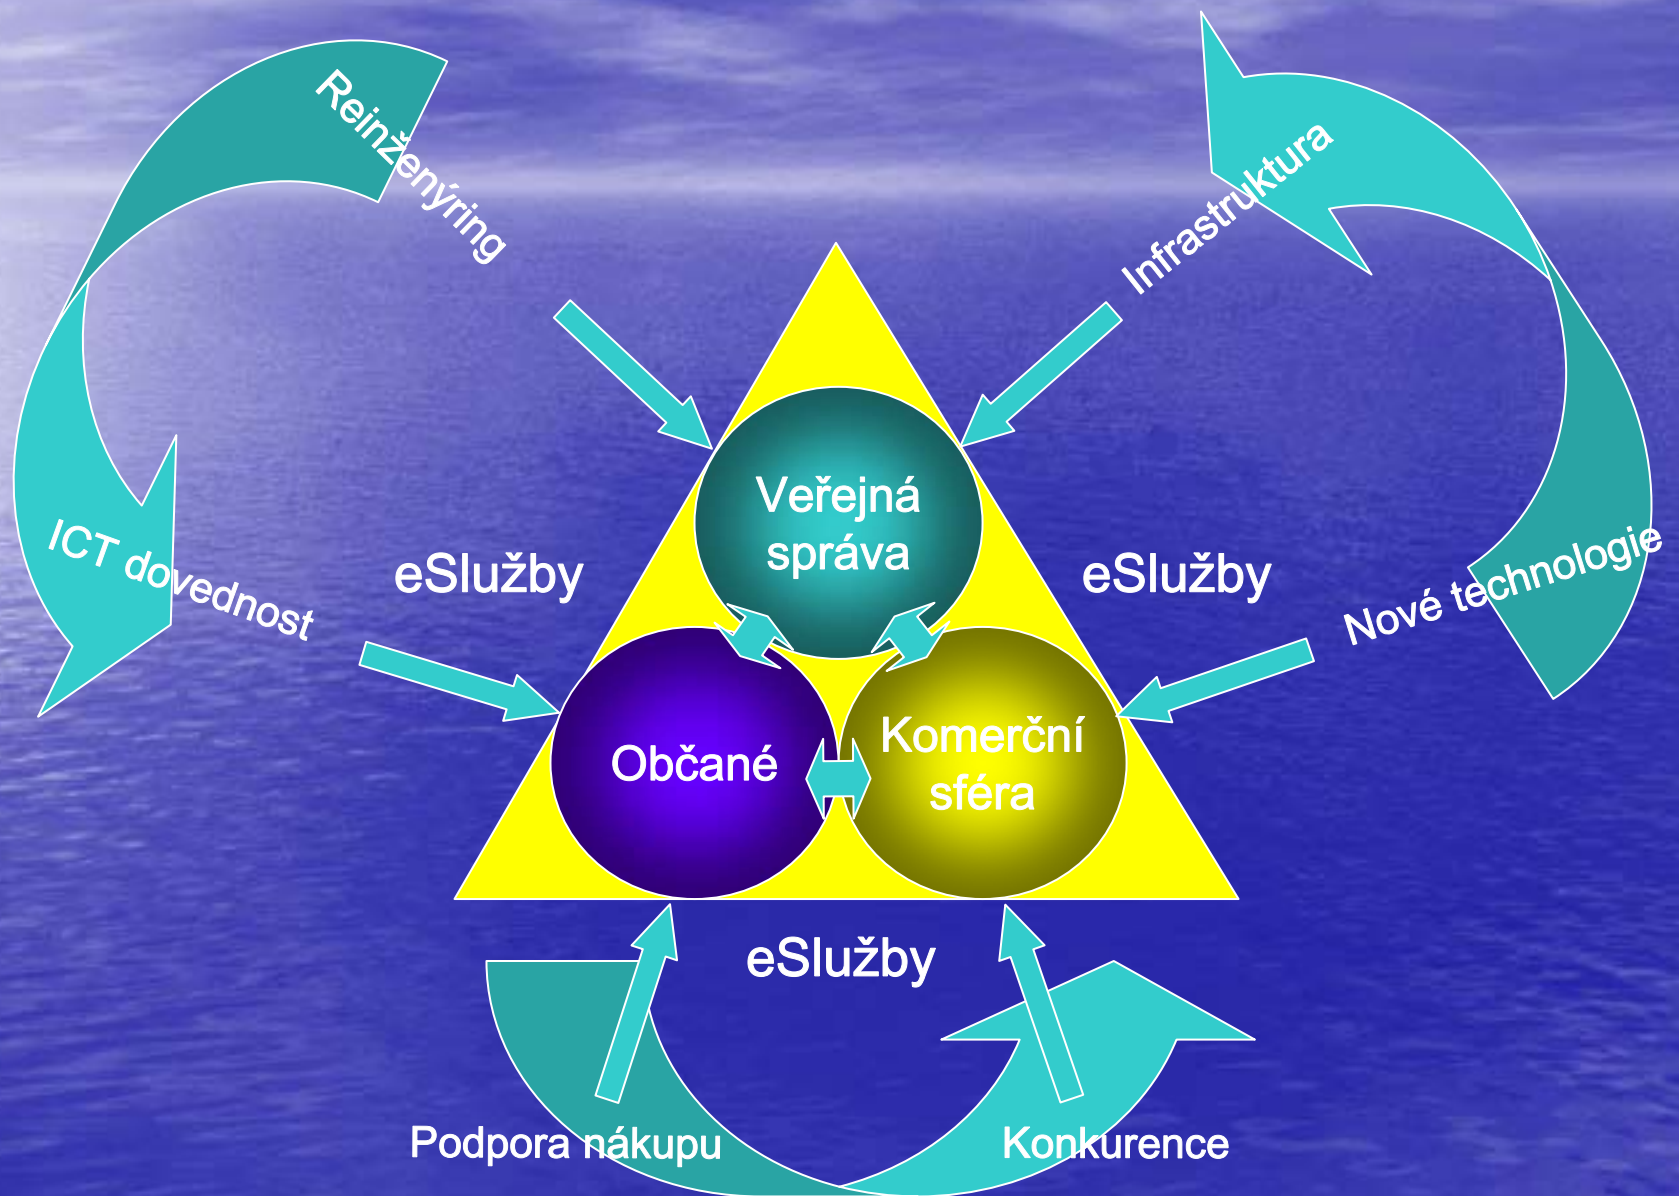 Reinženýring
Infrastruktura
Veřejná
správa
ICT dovednost
eSlužby
eSlužby
Nové technologie
Občané
Komerční
sféra
eSlužby
Podpora nákupu
Konkurence